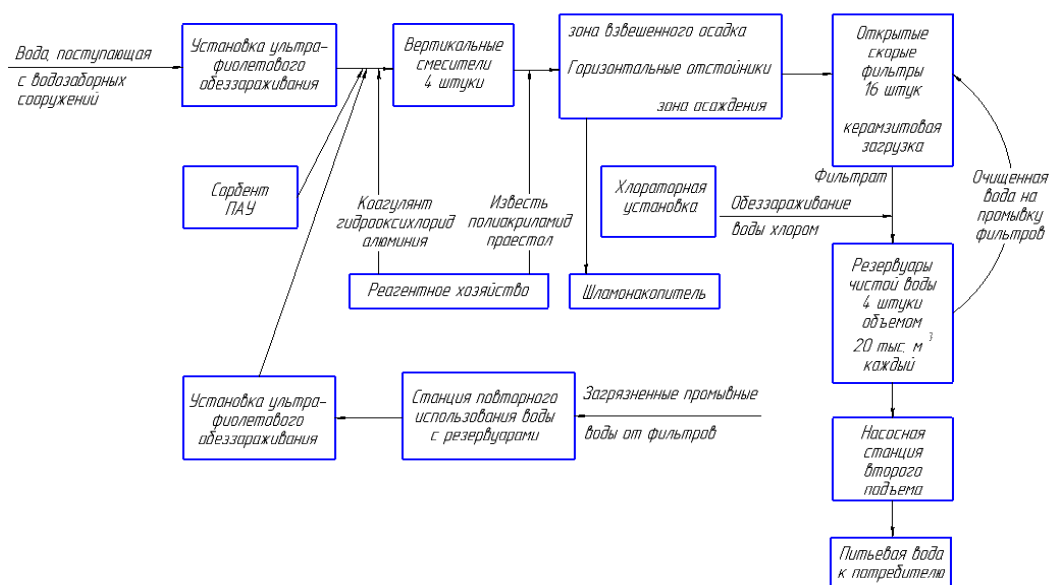 Вода, поступающая
с водозаборных
сооружений
Установка ультра-
фиолетового
обеззараживания
Вертикальные
смесители
4 штуки
зона взвешенного осадка
Горизонтальные отстойники
зона осаждения
Открытые
скорые
фильтры
16 штук
керамзитовая
загрузка
Сорбент
ПАУ
Коагулянт
гидрооксихлорид
алюминия
Известь
полиакриламид
праестол
Хлораторная
установка
Фильтрат
Обеззараживание
воды хлором
Очищенная
вода на
промывку
фильтров
Реагентное хозяйство
Шламонакопитель
Резервуары
чистой воды
4 штуки
объемом
20 тыс. м³
каждый
Установка ультра-
фиолетового
обеззараживания
Станция повторного
использования воды
с резервуарами
Загрязненные промывные
воды от фильтров
Насосная
станция
второго
подъема
Питьевая вода
к потребителю